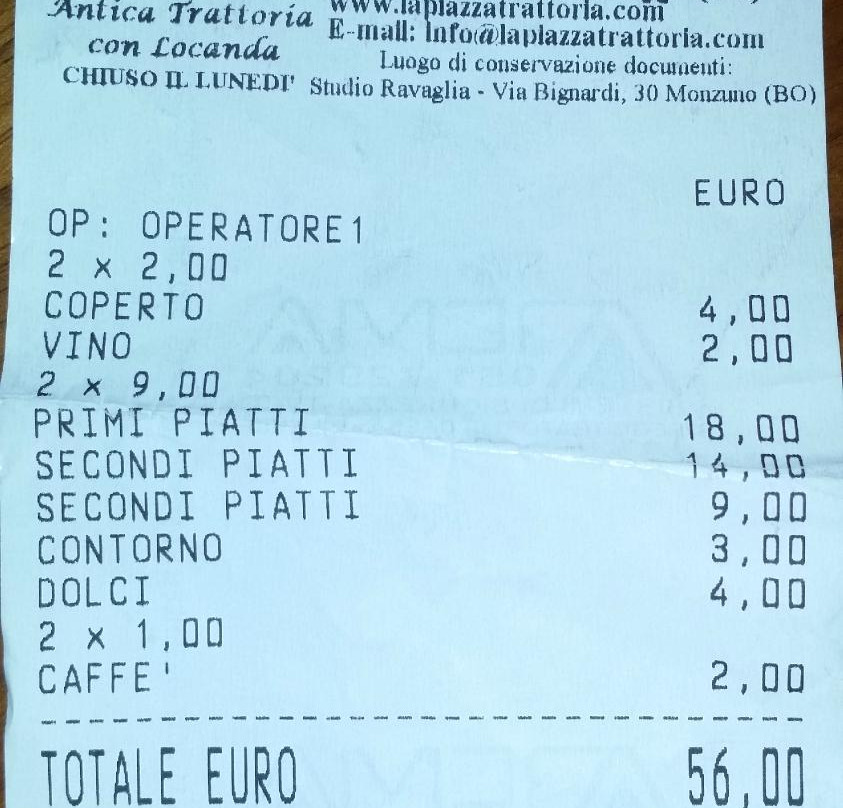 Antica Trattoria www.lapiazzatrattoria.com
con Locanda E-mail: info@lapiazzatrattoria.com
Luogo di conservazione documenti:
CHIUSO IL LUNEDI' Studio Ravaglia - Via Bignardi, 30 Monzuno (BO)
EURO
OP: OPERATORE1
2 x 2,00
COPERTO 4,00
VINO 2,00
2 x 9,00
PRIMI PIATTI 18,00
SECONDI PIATTI 14,00
SECONDI PIATTI 9,00
CONTORNO 3,00
DOLCI 4,00
2 x 1,00
CAFFE' 2,00
--------------------------------
TOTALE EURO 56,00